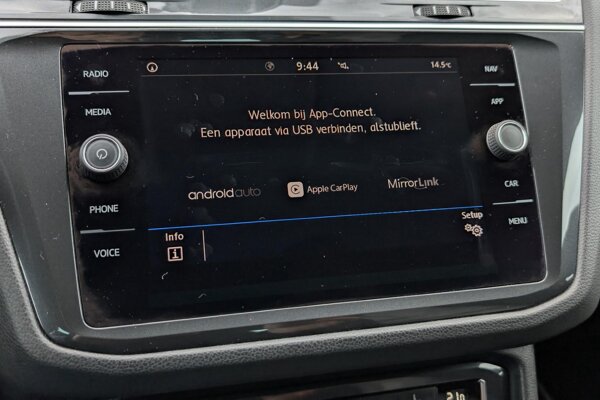 RADIO
MEDIA
PHONE
VOICE
9:44
14.5°C
Welkom bij App-Connect.
Een apparaat via USB verbinden, alstublieft.
androidauto
Apple CarPlay
MirrorLink
Info
i
Setup
NAV
APP
CAR
MENU